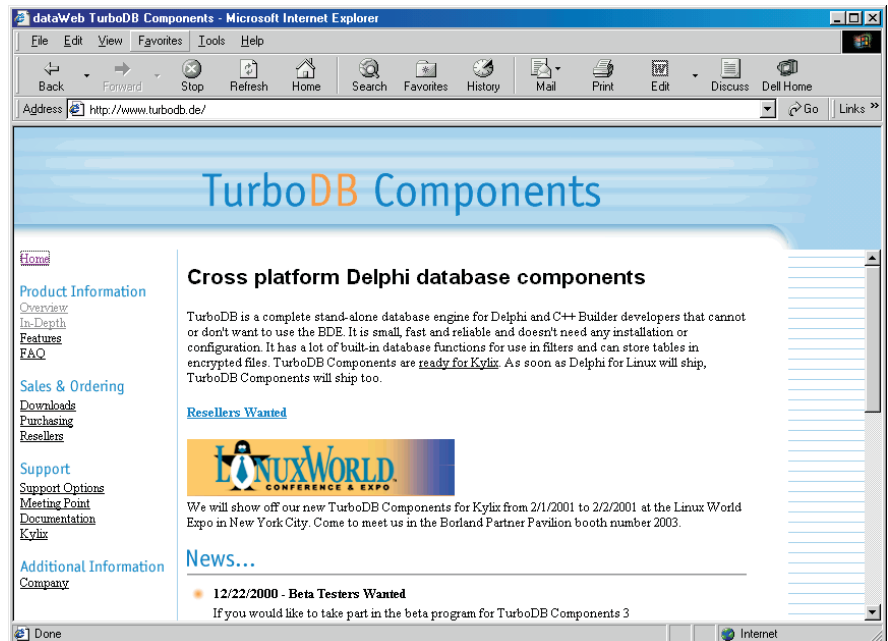 dataWeb TurboDB Components - Microsoft Internet Explorer
File Edit View Favorites Tools Help
Back Forward Stop Refresh Home Search Favorites History Mail Print Edit Discuss Dell Home
Address http://www.turbodb.de/ Go Links »
TurboDB Components
Home
Product Information
Overview
In-Depth
Features
FAQ
Sales & Ordering
Downloads
Purchasing
Resellers
Support
Support Options
Meeting Point
Documentation
Kylix
Additional Information
Company
Cross platform Delphi database components
TurboDB is a complete stand-alone database engine for Delphi and C++ Builder developers that cannot
or don't want to use the BDE. It is small, fast and reliable and doesn't need any installation or
configuration. It has a lot of built-in database functions for use in filters and can store tables in
encrypted files. TurboDB Components are ready for Kylix. As soon as Delphi for Linux will ship,
TurboDB Components will ship too.
Resellers Wanted
LINUXWORLD.
CONFERENCE & EXPO
We will show off our new TurboDB Components for Kylix from 2/1/2001 to 2/2/2001 at the Linux World
Expo in New York City. Come to meet us in the Borland Partner Pavilion booth number 2003.
News...
12/22/2000 - Beta Testers Wanted
If you would like to take part in the beta program for TurboDB Components 3
Done Internet